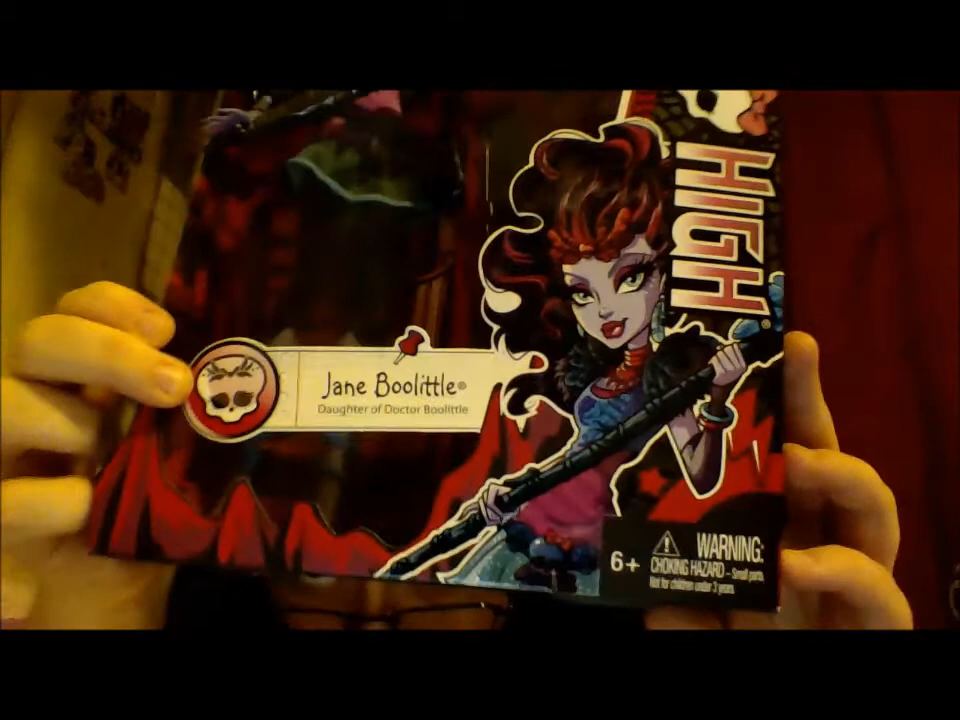 HIGH®
Jane Boolittle®
Daughter of Doctor Boolittle
6+
WARNING:
CHOKING HAZARD – Small parts.
Not for children under 3 years.